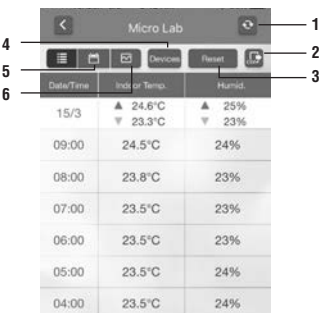 Micro Lab
1
4
Devices
Reset
2
5
6
3
Date/Time Indoor Temp. Humid.
15/3 ▲ 24.6°C ▲ 25%
▼ 23.3°C ▼ 23%
09:00 24.5°C 24%
08:00 23.8°C 23%
07:00 23.5°C 23%
06:00 23.5°C 23%
05:00 23.5°C 24%
04:00 23.5°C 24%